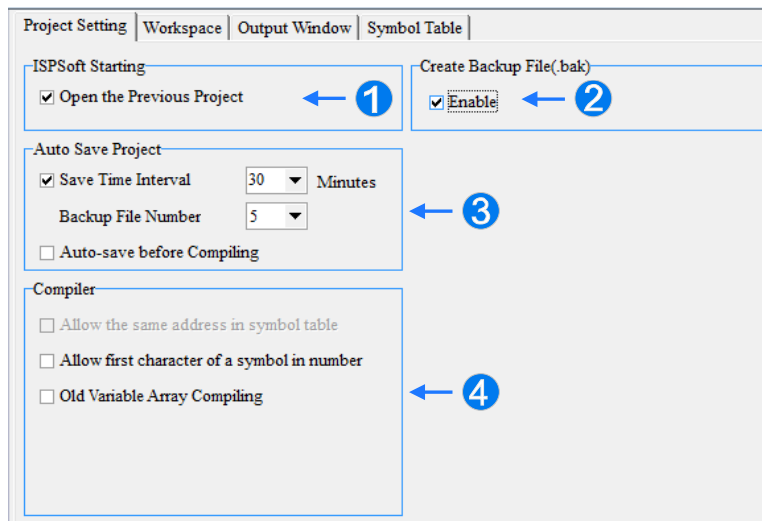 Project Setting Workspace Output Window Symbol Table
ISPSoft Starting
Open the Previous Project
1
Create Backup File(.bak)
Enable
2
Auto Save Project
Save Time Interval 30 Minutes
Backup File Number 5
Auto-save before Compiling
3
Compiler
Allow the same address in symbol table
Allow first character of a symbol in number
Old Variable Array Compiling
4